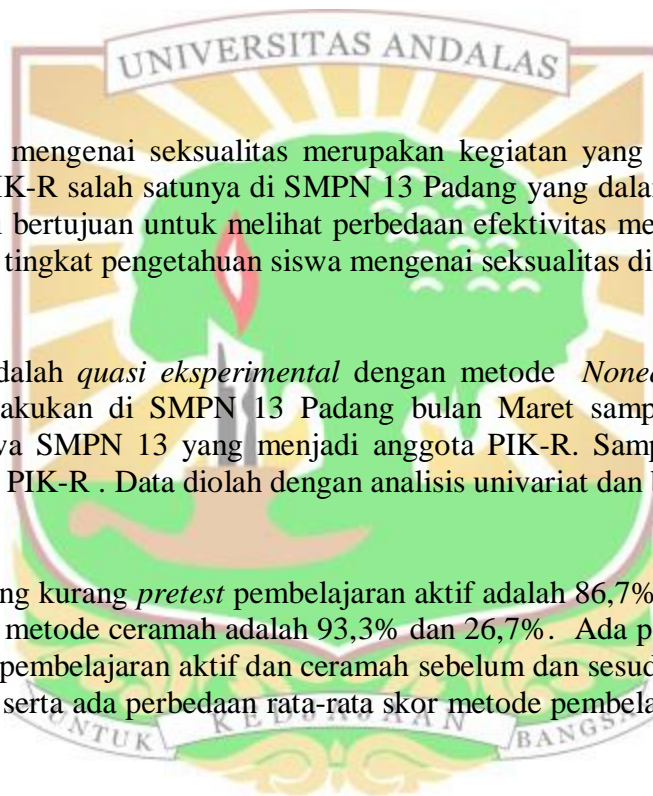 UNIVERSITAS ANDALAS
mengenai seksualitas merupakan kegiatan yang
IK-R salah satunya di SMPN 13 Padang yang dalar
bertujuan untuk melihat perbedaan efektivitas me
tingkat pengetahuan siswa mengenai seksualitas di
dalah quasi eksperimental dengan metode Noneq
akukan di SMPN 13 Padang bulan Maret samp
wa SMPN 13 yang menjadi anggota PIK-R. Samp
PIK-R . Data diolah dengan analisis univariat dan
ng kurang pretest pembelajaran aktif adalah 86,7%
metode ceramah adalah 93,3% dan 26,7%. Ada p
pembelajaran aktif dan ceramah sebelum dan sesud
serta ada perbedaan rata-rata skor metode pembela
UNTUK KEDJAJAAN BANGSA